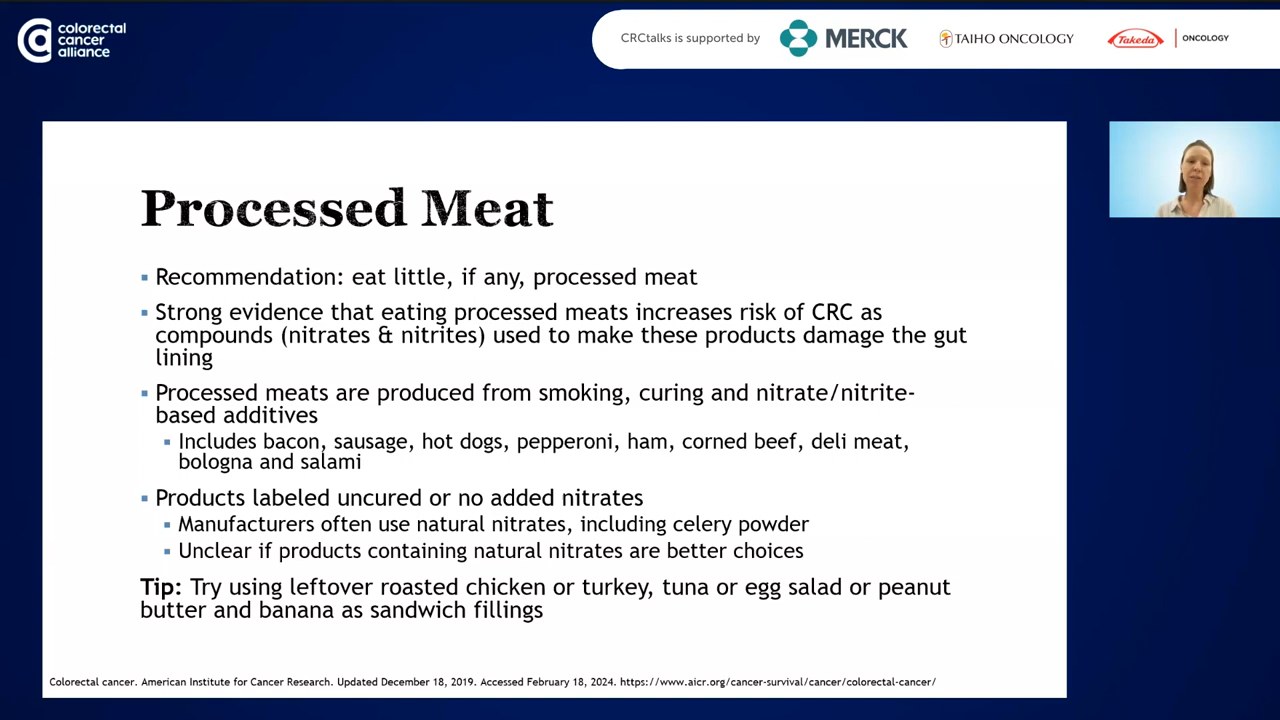 colorectal
cancer
alliance
CRCtalks is supported by
MERCK
TAIHO ONCOLOGY
Takeda
ONCOLOGY
Processed Meat
▪ Recommendation: eat little, if any, processed meat
▪ Strong evidence that eating processed meats increases risk of CRC as
compounds (nitrates & nitrites) used to make these products damage the gut
lining
▪ Processed meats are produced from smoking, curing and nitrate/nitrite-
based additives
▪ Includes bacon, sausage, hot dogs, pepperoni, ham, corned beef, deli meat,
bologna and salami
▪ Products labeled uncured or no added nitrates
▪ Manufacturers often use natural nitrates, including celery powder
▪ Unclear if products containing natural nitrates are better choices
Tip: Try using leftover roasted chicken or turkey, tuna or egg salad or peanut
butter and banana as sandwich fillings
Colorectal cancer. American Institute for Cancer Research. Updated December 18, 2019. Accessed February 18, 2024. https://www.aicr.org/cancer-survival/cancer/colorectal-cancer/